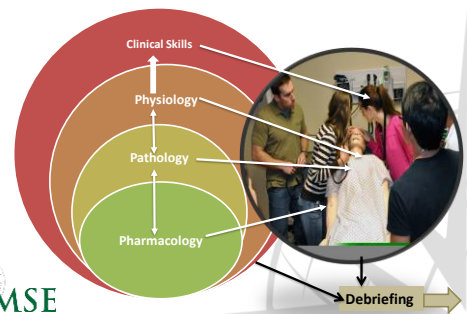 Clinical Skills
Physiology
Pathology
Pharmacology
Debriefing
MSE